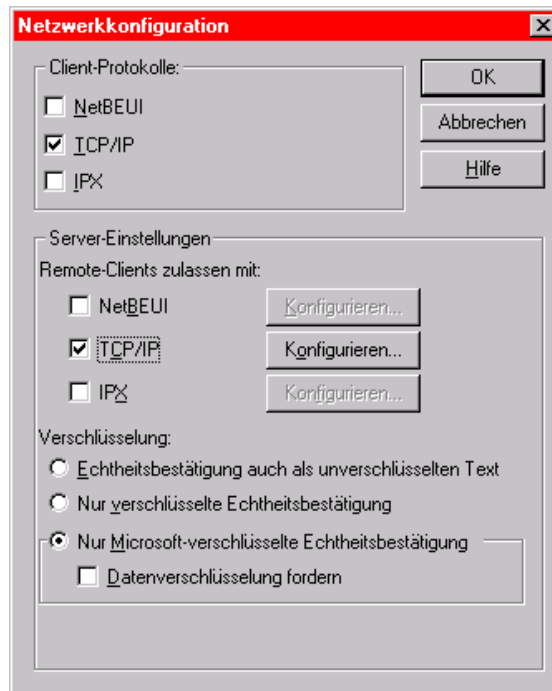 Netzwerkkonfiguration
Client-Protokolle:
NetBEUI
TCP/IP
IPX
OK
Abbrechen
Hilfe
Server-Einstellungen
Remote-Clients zulassen mit:
NetBEUI Konfigurieren...
TCP/IP Konfigurieren...
IPX Konfigurieren...
Verschlüsselung:
Echtheitsbestätigung auch als unverschlüsselten Text
Nur verschlüsselte Echtheitsbestätigung
Nur Microsoft-verschlüsselte Echtheitsbestätigung
Datenverschlüsselung fordern